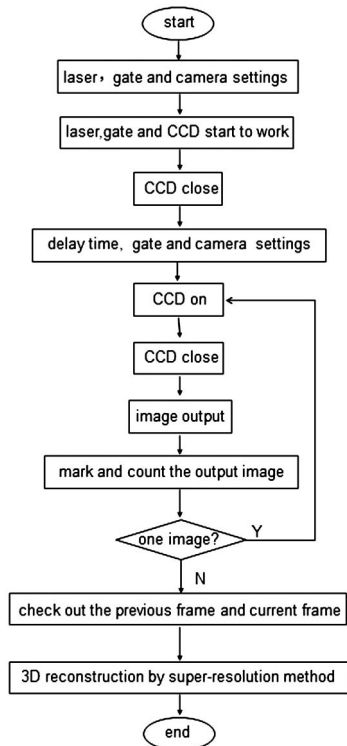 start
laser，gate and camera settings
laser,gate and CCD start to work
CCD close
delay time, gate and camera settings
CCD on
CCD close
image output
mark and count the output image
one image?
Y
N
check out the previous frame and current frame
3D reconstruction by super-resolution method
end